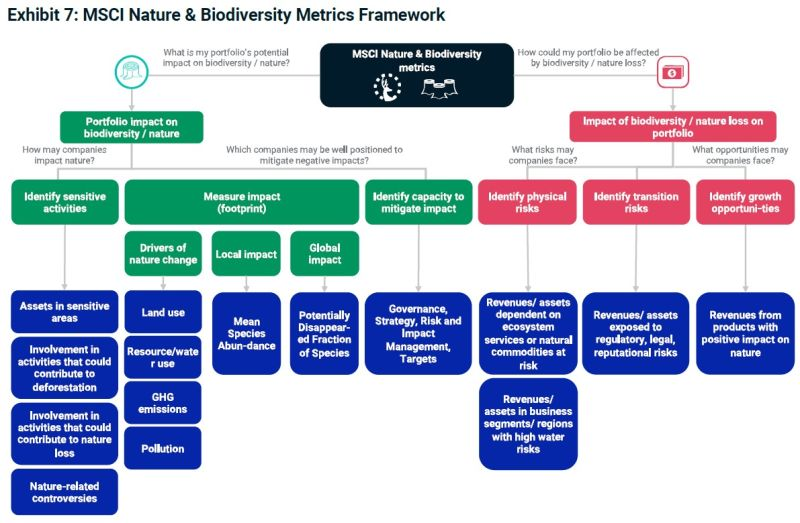 Exhibit 7: MSCI Nature & Biodiversity Metrics Framework
What is my portfolio's potential
impact on biodiversity / nature?
MSCI Nature & Biodiversity
metrics
How could my portfolio be affected
by biodiversity / nature loss?
Portfolio impact on
biodiversity / nature
Impact of biodiversity / nature loss on
portfolio
How may companies
impact nature?
Which companies may be well positioned to
mitigate negative impacts?
What risks may
companies face?
What opportunities may
companies face?
Identify sensitive
activities
Measure impact
(footprint)
Identify capacity to
mitigate impact
Identify physical
risks
Identify transition
risks
Identify growth
opportuni-ties
Drivers of
nature change
Local impact
Global
impact
Assets in sensitive
areas
Involvement in
activities that could
contribute to
deforestation
Involvement in
activities that could
contribute to nature
loss
Nature-related
controversies
Land use
Resource/wate
r use
GHG
emissions
Pollution
Mean
Species
Abun-dance
Potentially
Disappear-
ed Fraction
of Species
Governance,
Strategy, Risk and
Impact
Management,
Targets
Revenues/ assets
dependent on
ecosystem
services or natural
commodities at
risk
Revenues/
assets in business
segments/ regions
with high water
risks
Revenues/ assets
exposed to
regulatory, legal,
reputational risks
Revenues from
products with
positive impact on
nature